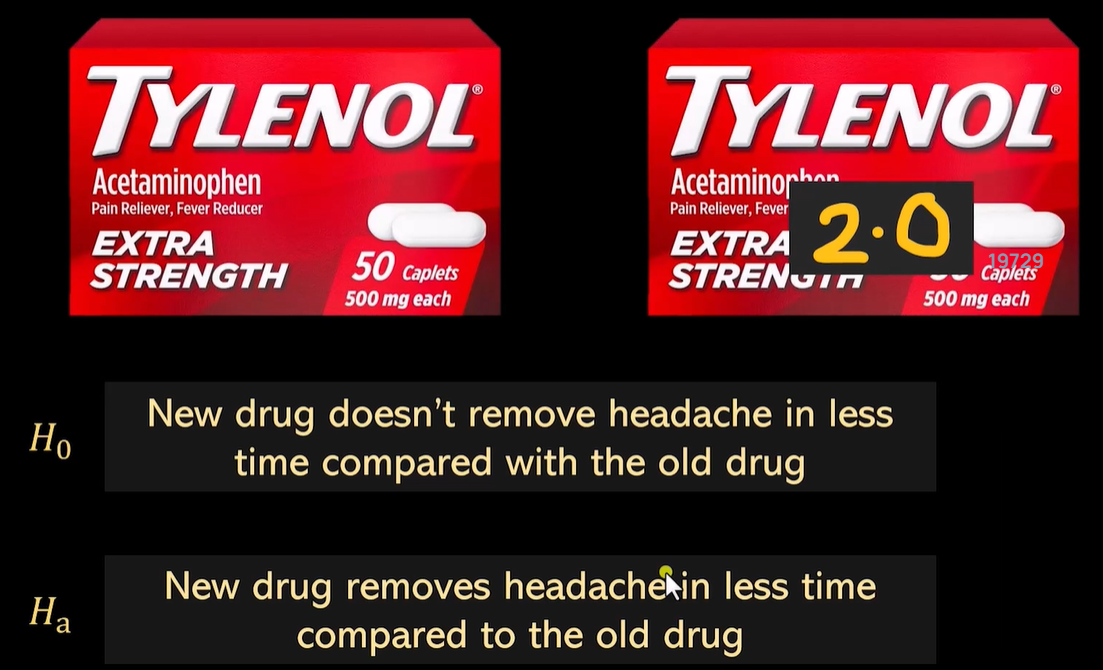 TYLENOL®
Acetaminophen
Pain Reliever, Fever Reducer
EXTRA
STRENGTH
50 Caplets
500 mg each
TYLENOL®
Acetaminophen
Pain Reliever, Fever
EXTRA
STRENGTH
2.0
19729
Caplets
500 mg each
H₀
New drug doesn't remove headache in less
time compared with the old drug
Hₐ
New drug removes headache in less time
compared to the old drug